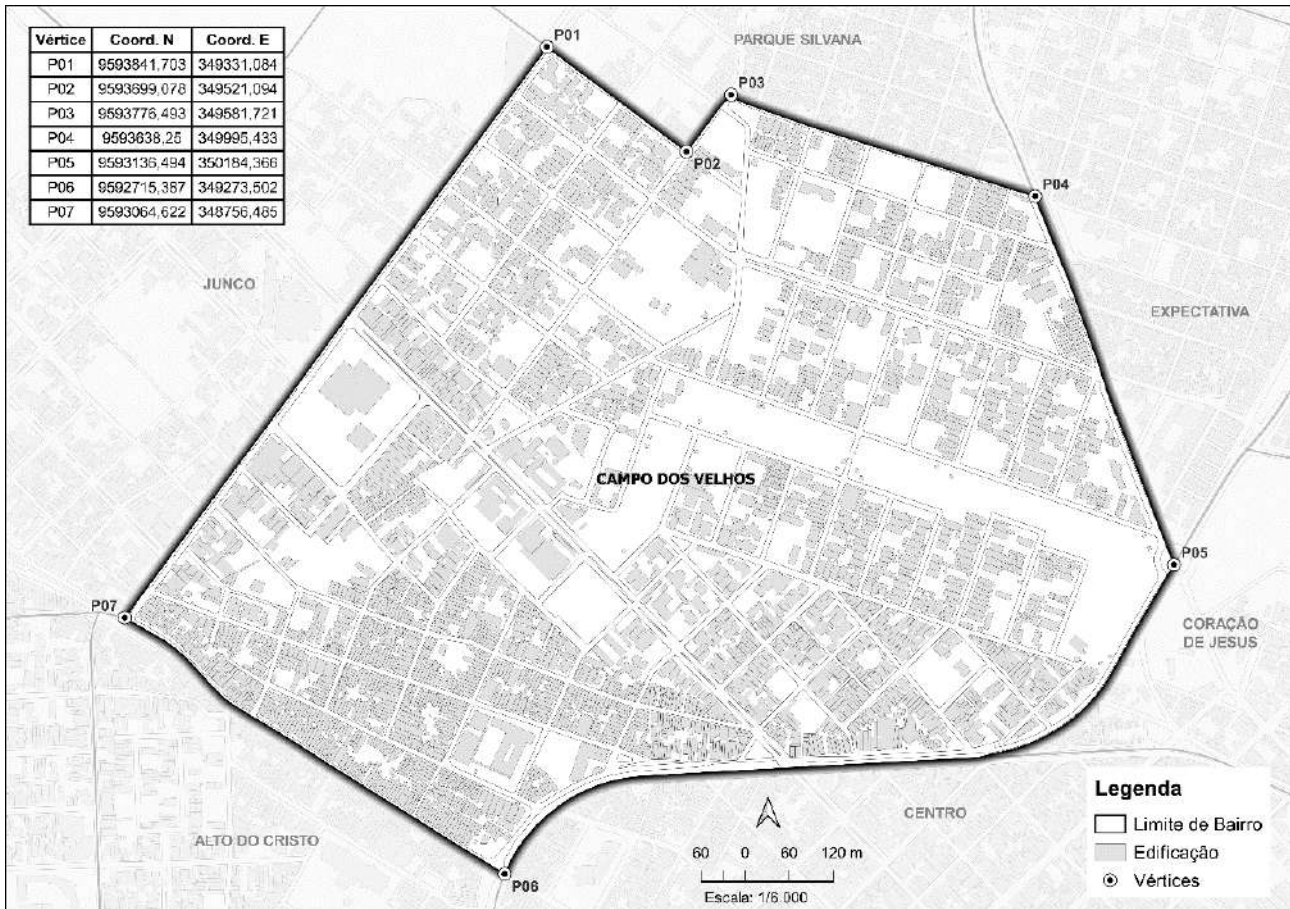 Vértice Coord. N Coord. E
P01 9593841,703 349331,084
P02 9593699,078 349521,094
P03 9593776,493 349581,721
P04 9593638,25 349995,433
P05 9593136,494 350184,366
P06 9592715,387 349273,502
P07 9593064,622 348756,485
P01
PARQUE SILVANA
P03
P02
P04
JUNCO
EXPECTATIVA
CAMPO DOS VELHOS
P05
P07
CORAÇÃO
DE JESUS
CENTRO
ALTO DO CRISTO
P06
60 0 60 120 m
Escala: 1/6.000
Legenda
Limite de Bairro
Edificação
Vértices